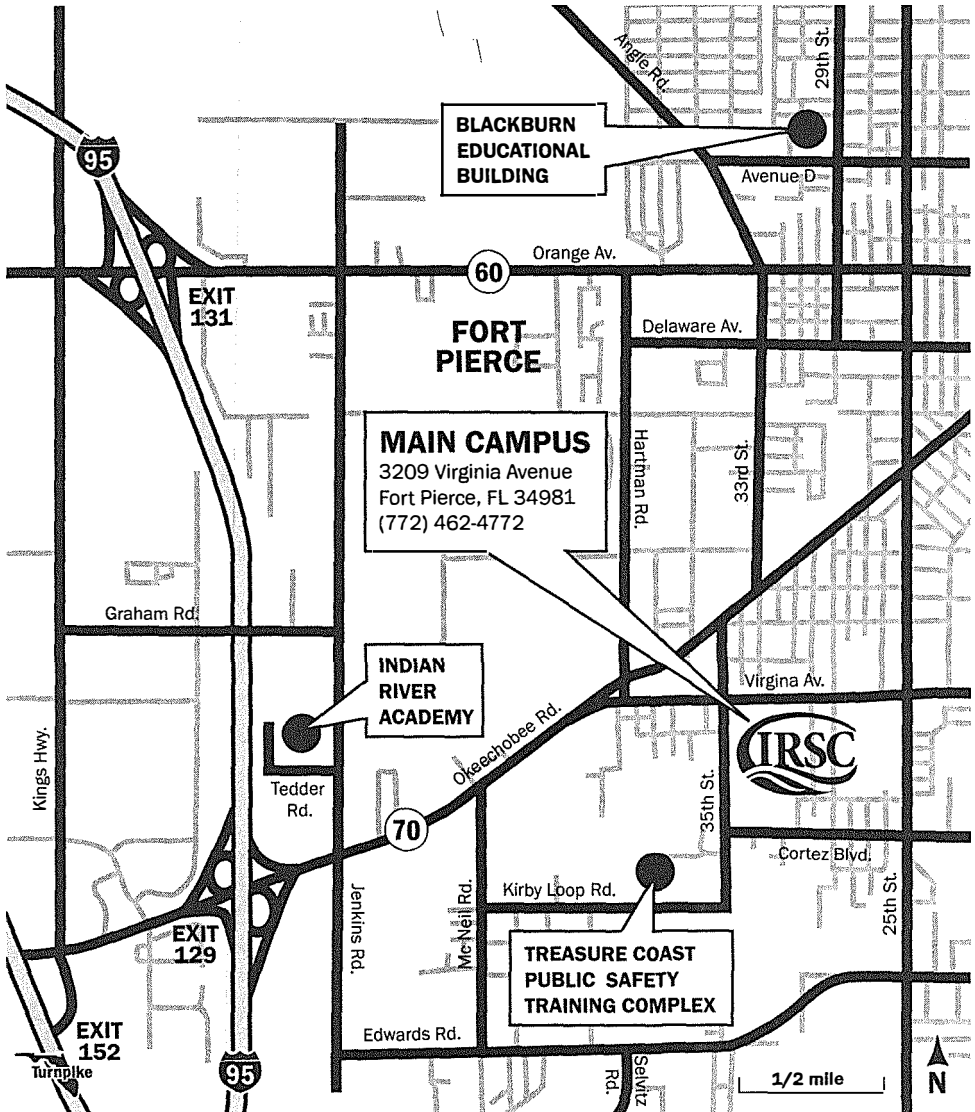 Angle Rd.
29th St.
BLACKBURN
EDUCATIONAL
BUILDING
95
Avenue D
Orange Av.
60
EXIT
131
FORT
PIERCE
Delaware Av.
MAIN CAMPUS
3209 Virginia Avenue
Fort Pierce, FL 34981
(772) 462-4772
Hartman Rd.
33rd St.
Graham Rd.
INDIAN
RIVER
ACADEMY
Virgina Av.
IRSC
Okeechobee Rd.
Kings Hwy.
Tedder
Rd.
35th St.
70
Cortez Blvd.
Kirby Loop Rd.
Jenkins Rd.
Mc Neil Rd.
25th St.
EXIT
129
TREASURE COAST
PUBLIC SAFETY
TRAINING COMPLEX
EXIT
152
Turnpike
Edwards Rd.
95
Selvitz
Rd.
1/2 mile
N